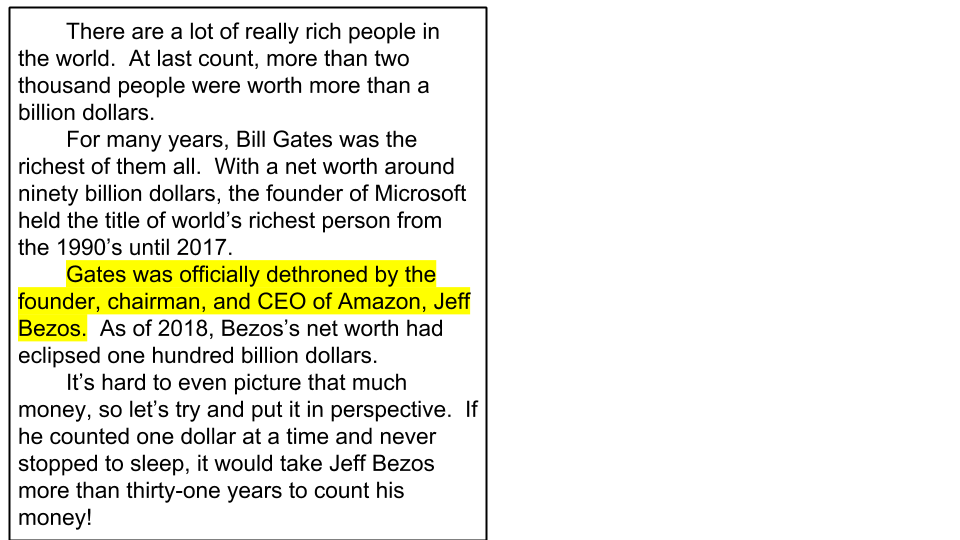 There are a lot of really rich people in
the world.  At last count, more than two
thousand people were worth more than a
billion dollars.
For many years, Bill Gates was the
richest of them all.  With a net worth around
ninety billion dollars, the founder of Microsoft
held the title of world’s richest person from
the 1990’s until 2017.
Gates was officially dethroned by the
founder, chairman, and CEO of Amazon, Jeff
Bezos.  As of 2018, Bezos’s net worth had
eclipsed one hundred billion dollars.
It’s hard to even picture that much
money, so let’s try and put it in perspective.  If
he counted one dollar at a time and never
stopped to sleep, it would take Jeff Bezos
more than thirty-one years to count his
money!